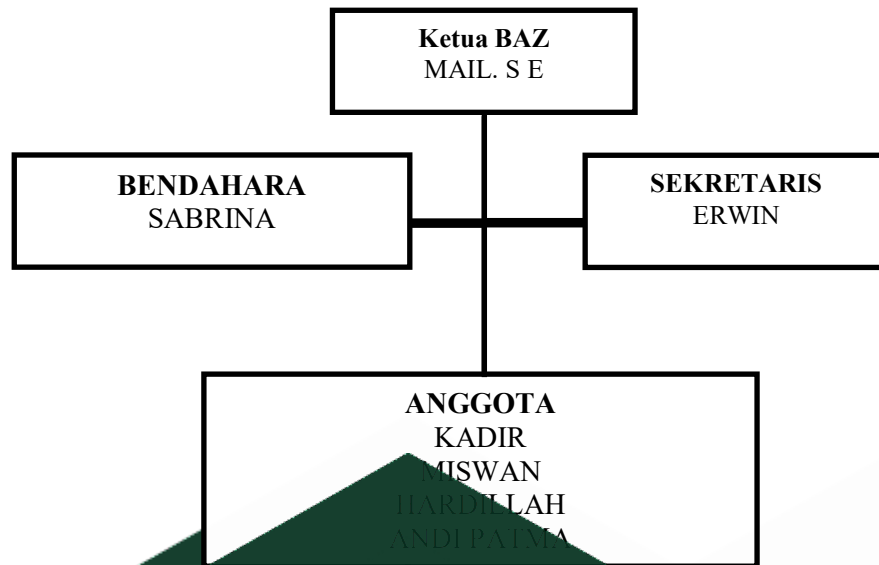 Ketua BAZ
MAIL. S E
BENDAHARA
SABRINA
SEKRETARIS
ERWIN
ANGGOTA
KADIR
MISWAN
HARDILLAH
ANDI PATMA